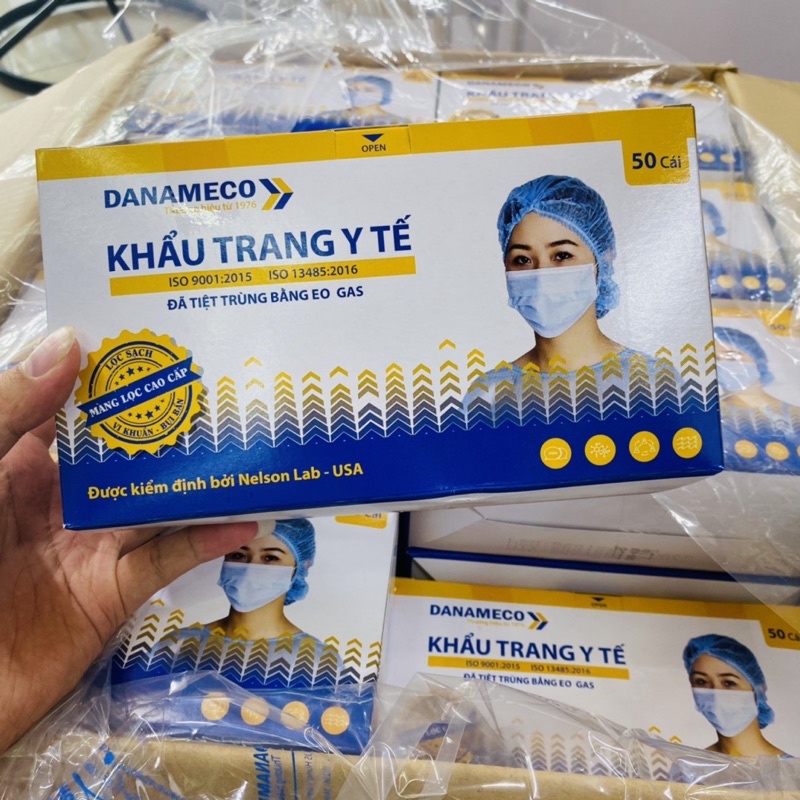 KHẨU TRANG
OPEN
50 Cái
DANAMECO
Thương hiệu từ 1976
KHẨU TRANG Y TẾ
ISO 9001:2015 ISO 13485:2016
ĐÃ TIỆT TRÙNG BẰNG EO GAS
LỌC SẠCH
MÀNG LỌC CAO CẤP
VI KHUẨN - BỤI BẨN
Được kiểm định bởi Nelson Lab - USA
Cái
OPEN
DANAMECO
50 Cái
KHẨU TRANG Y TẾ
ISO 9001:2015 ISO 13485:2016
ĐÃ TIỆT TRÙNG BẰNG EO GAS